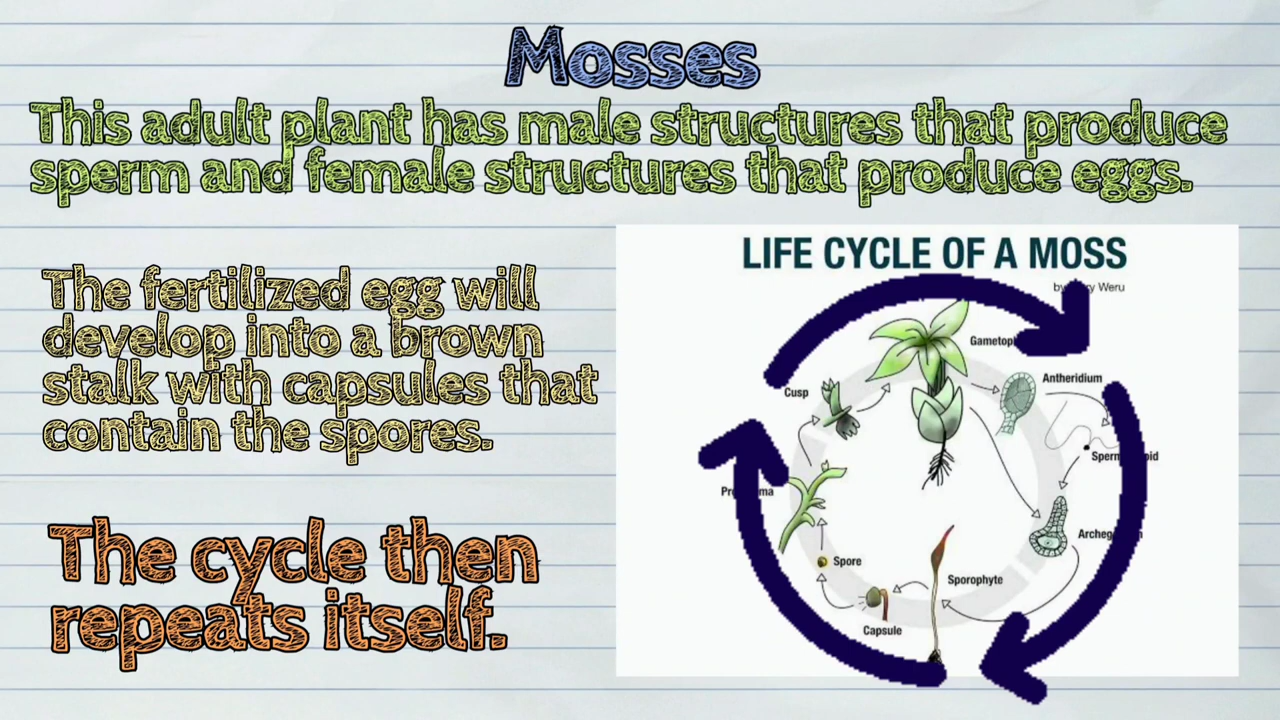 Mosses
This adult plant has male structures that produce
sperm and female structures that produce eggs.
The fertilized egg will
develop into a brown
stalk with capsules that
contain the spores.
The cycle then
repeats itself.
LIFE CYCLE OF A MOSS
Weru
Cusp
Antheridium
Spore
Sporophyte
Capsule